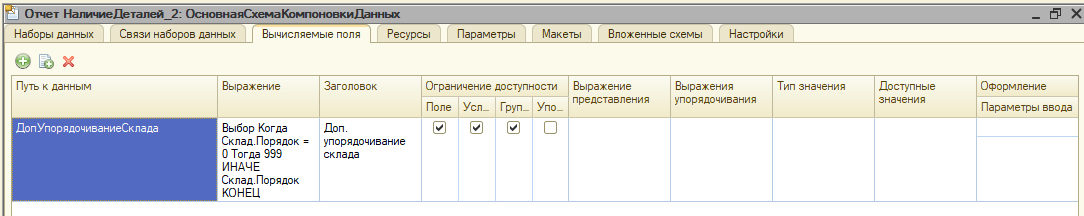 Отчет НаличиеДеталей_2: ОсновнаяСхемаКомпоновкиДанных
Наборы данных
Связи наборов данных
Вычисляемые поля
Ресурсы
Параметры
Макеты
Вложенные схемы
Настройки
Путь к данным
Выражение
Заголовок
Ограничение доступности
Поле
Усл...
Груп...
Упо...
Выражение
представления
Выражения
упорядочивания
Тип значения
Доступные
значения
Оформление
Параметры ввода
ДопУпорядочиваниеСклада
Выбор Когда
Склад.Порядок =
0 Тогда 999
ИНАЧЕ
Склад.Порядок
КОНЕЦ
Доп.
упорядочивание
склада